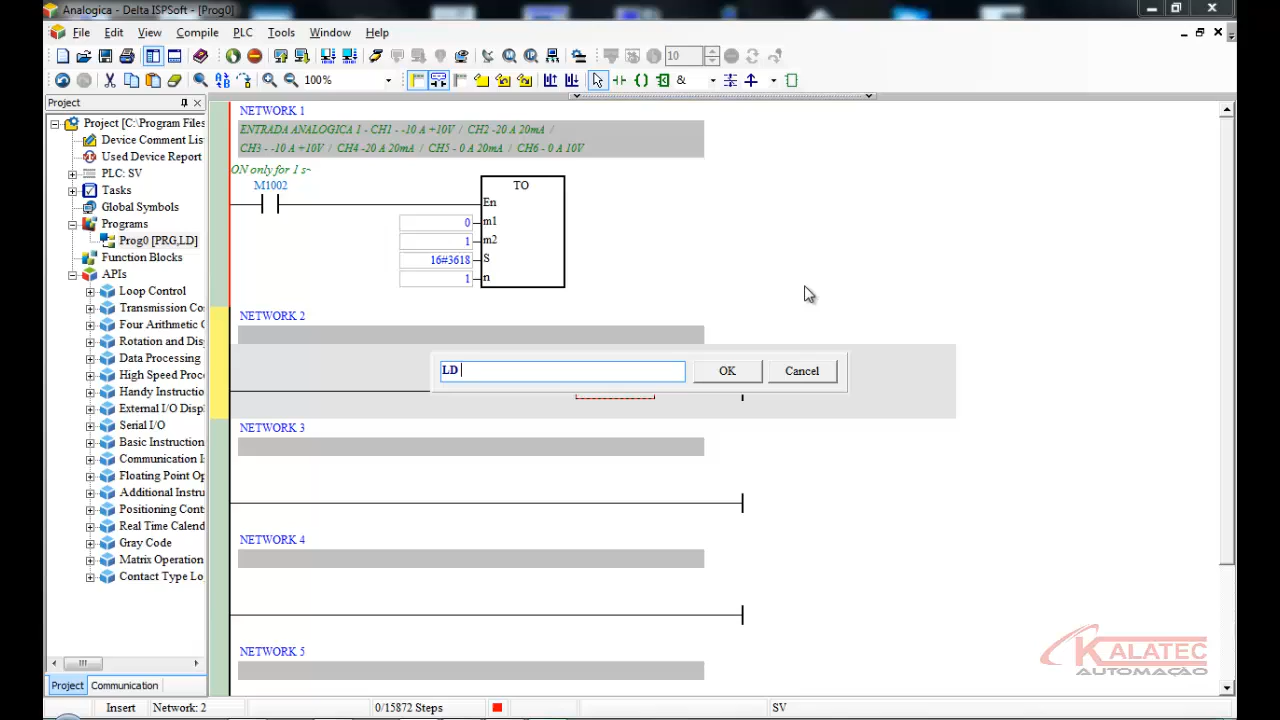 Analogica - Delta ISPSoft - [Prog0]
File Edit View Compile PLC Tools Window Help
10
100%
&
Project
NETWORK 1
Project [C:\Program Files
ENTRADA ANALOGICA 1 - CH1 - -10 A +10V / CH2 -20 A 20mA /
Device Comment Lis
CH3 - -10 A +10V / CH4 -20 A 20mA / CH5 - 0 A 20mA / CH6 - 0 A 10V
Used Device Report
ON only for 1 s~
PLC: SV
M1002
TO
Tasks
En
Global Symbols
0 m1
Programs
1 m2
Prog0 [PRG,LD]
16#3618 S
Function Blocks
1 n
APIs
Loop Control
Transmission Co
NETWORK 2
Four Arithmetic C
Rotation and Dis
Data Processing
LD
OK
Cancel
High Speed Proc
Handy Instructio
External I/O Displ
Serial I/O
NETWORK 3
Basic Instruction
Communication I
Floating Point Op
Additional Instru
Positioning Cont
Real Time Calend
NETWORK 4
Gray Code
Matrix Operation
Contact Type Lo
KALATEC
AUTOMAÇÃO
NETWORK 5
Project Communication
Insert Network: 2 0/15872 Steps SV